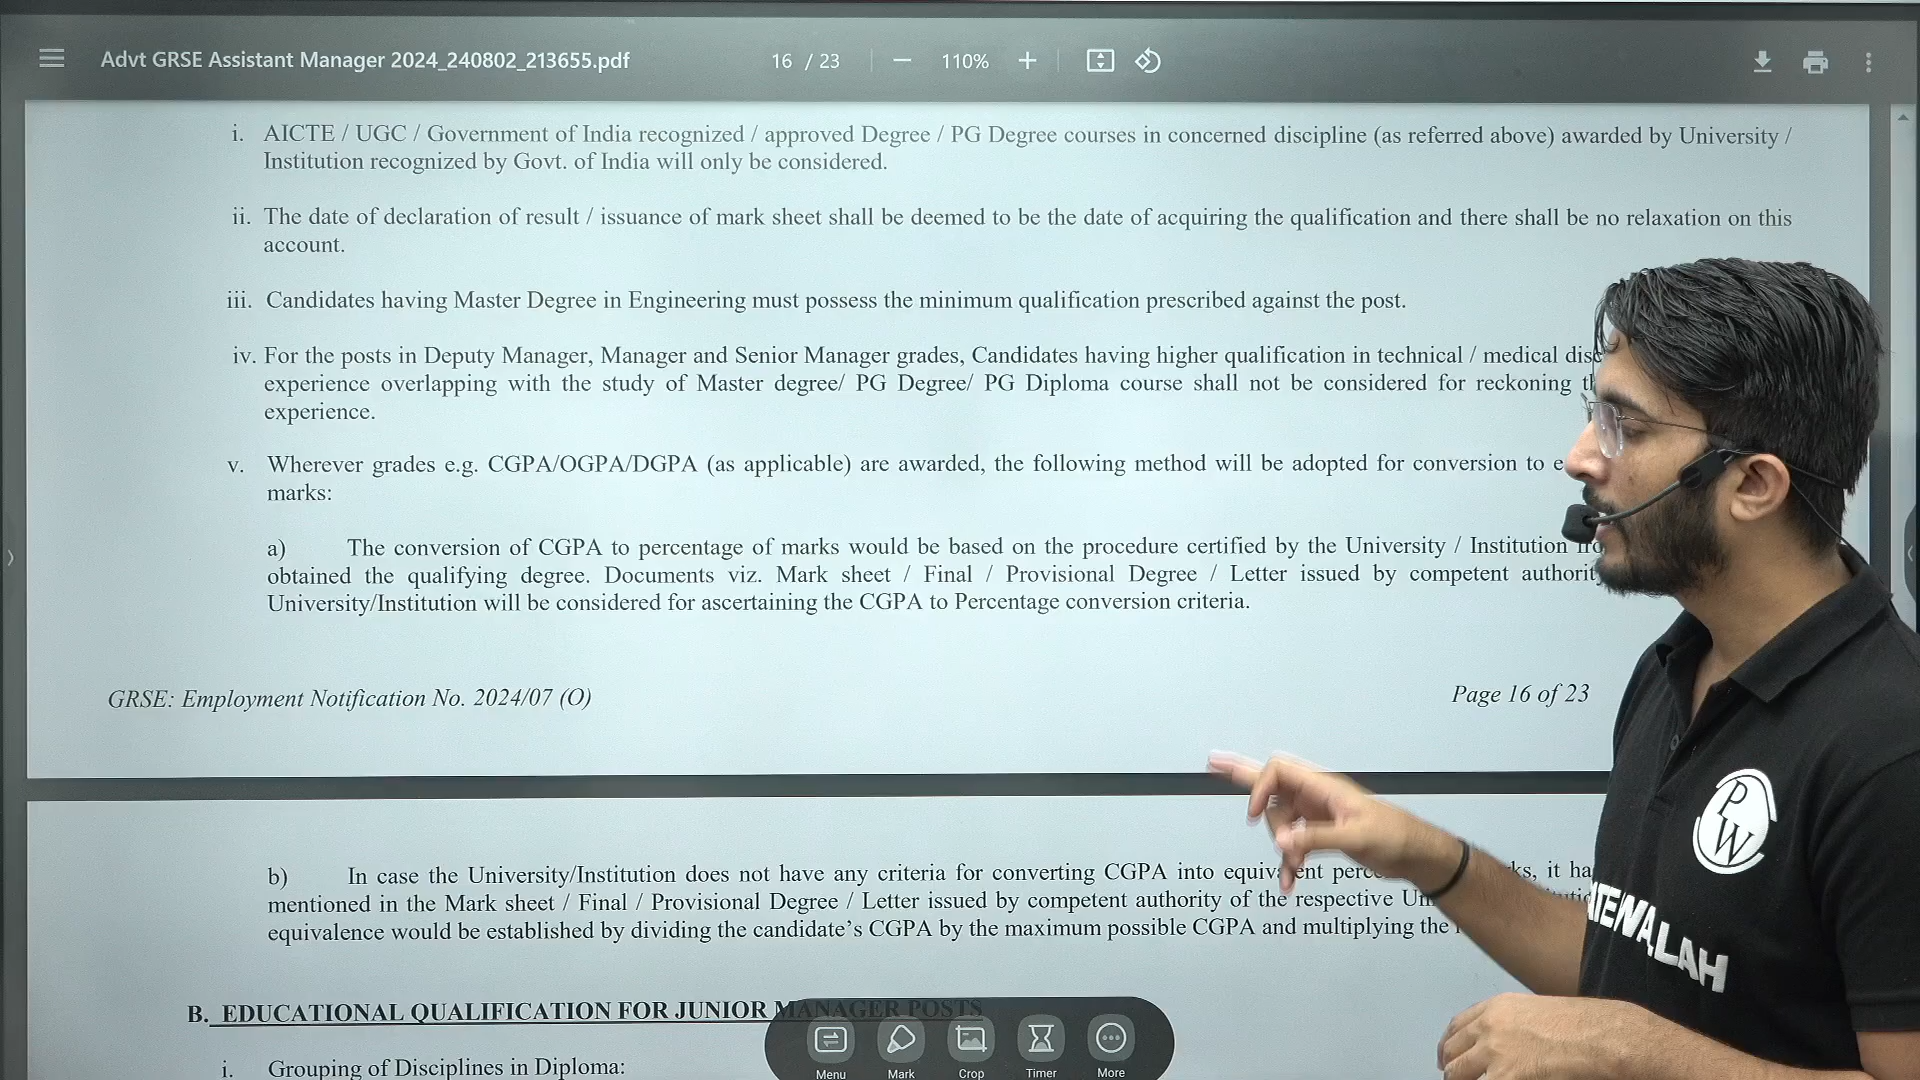 Advt GRSE Assistant Manager 2024_240802_213655.pdf
16 / 23
110%
i. AICTE / UGC / Government of India recognized / approved Degree / PG Degree courses in concerned discipline (as referred above) awarded by University /
Institution recognized by Govt. of India will only be considered.
ii. The date of declaration of result / issuance of mark sheet shall be deemed to be the date of acquiring the qualification and there shall be no relaxation on this
account.
iii. Candidates having Master Degree in Engineering must possess the minimum qualification prescribed against the post.
iv. For the posts in Deputy Manager, Manager and Senior Manager grades, Candidates having higher qualification in technical / medical
experience overlapping with the study of Master degree/ PG Degree/ PG Diploma course shall not be considered for reckoning
experience.
v. Wherever grades e.g. CGPA/OGPA/DGPA (as applicable) are awarded, the following method will be adopted for conversion to
marks:
a) The conversion of CGPA to percentage of marks would be based on the procedure certified by the University / Institution
obtained the qualifying degree. Documents viz. Mark sheet / Final / Provisional Degree / Letter issued by competent
University/Institution will be considered for ascertaining the CGPA to Percentage conversion criteria.
GRSE: Employment Notification No. 2024/07 (O)
Page 16 of 23
b) In case the University/Institution does not have any criteria for converting CGPA into it
mentioned in the Mark sheet / Final / Provisional Degree / Letter issued by competent authority of the respective
equivalence would be established by dividing the candidate's CGPA by the maximum possible CGPA and multiplying the
B. EDUCATIONAL QUALIFICATION FOR JUNIOR MANAGER POSTS
i. Grouping of Disciplines in Diploma:
Menu
Mark
Crop
Timer
More
PW